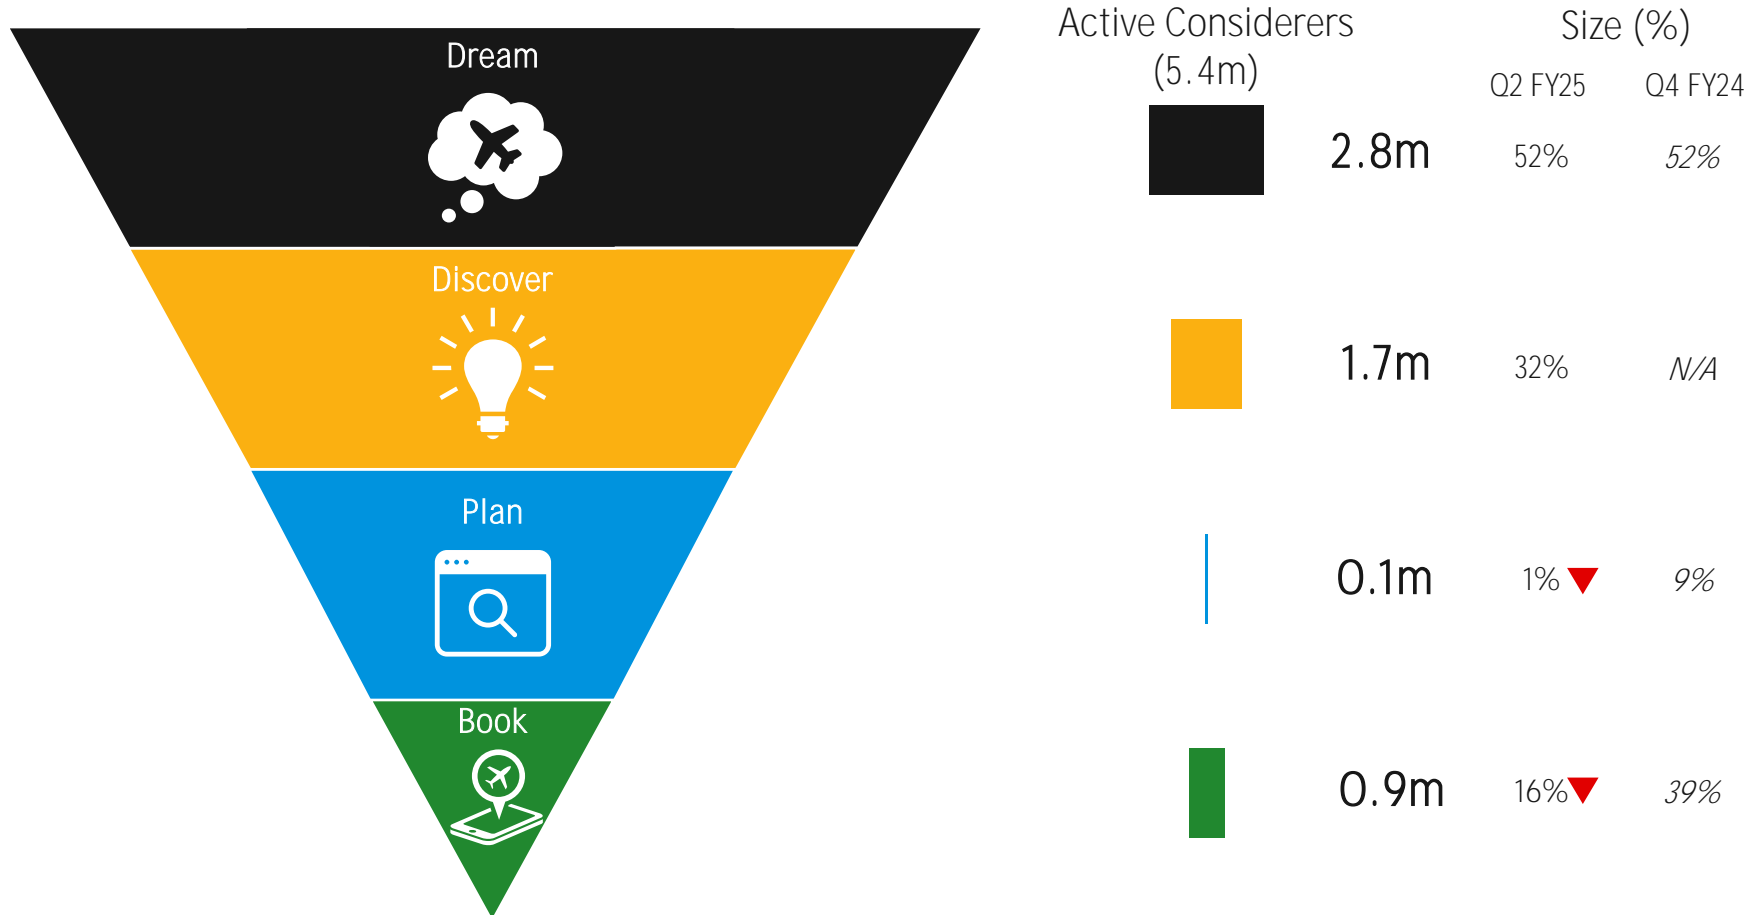 Dream
Discover
Plan
Book
Active Considerers
(5.4m)
Size (%)
Q2 FY25 Q4 FY24
2.8m 52% 52%
1.7m 32% N/A
0.1m 1% 9%
0.9m 16% 39%